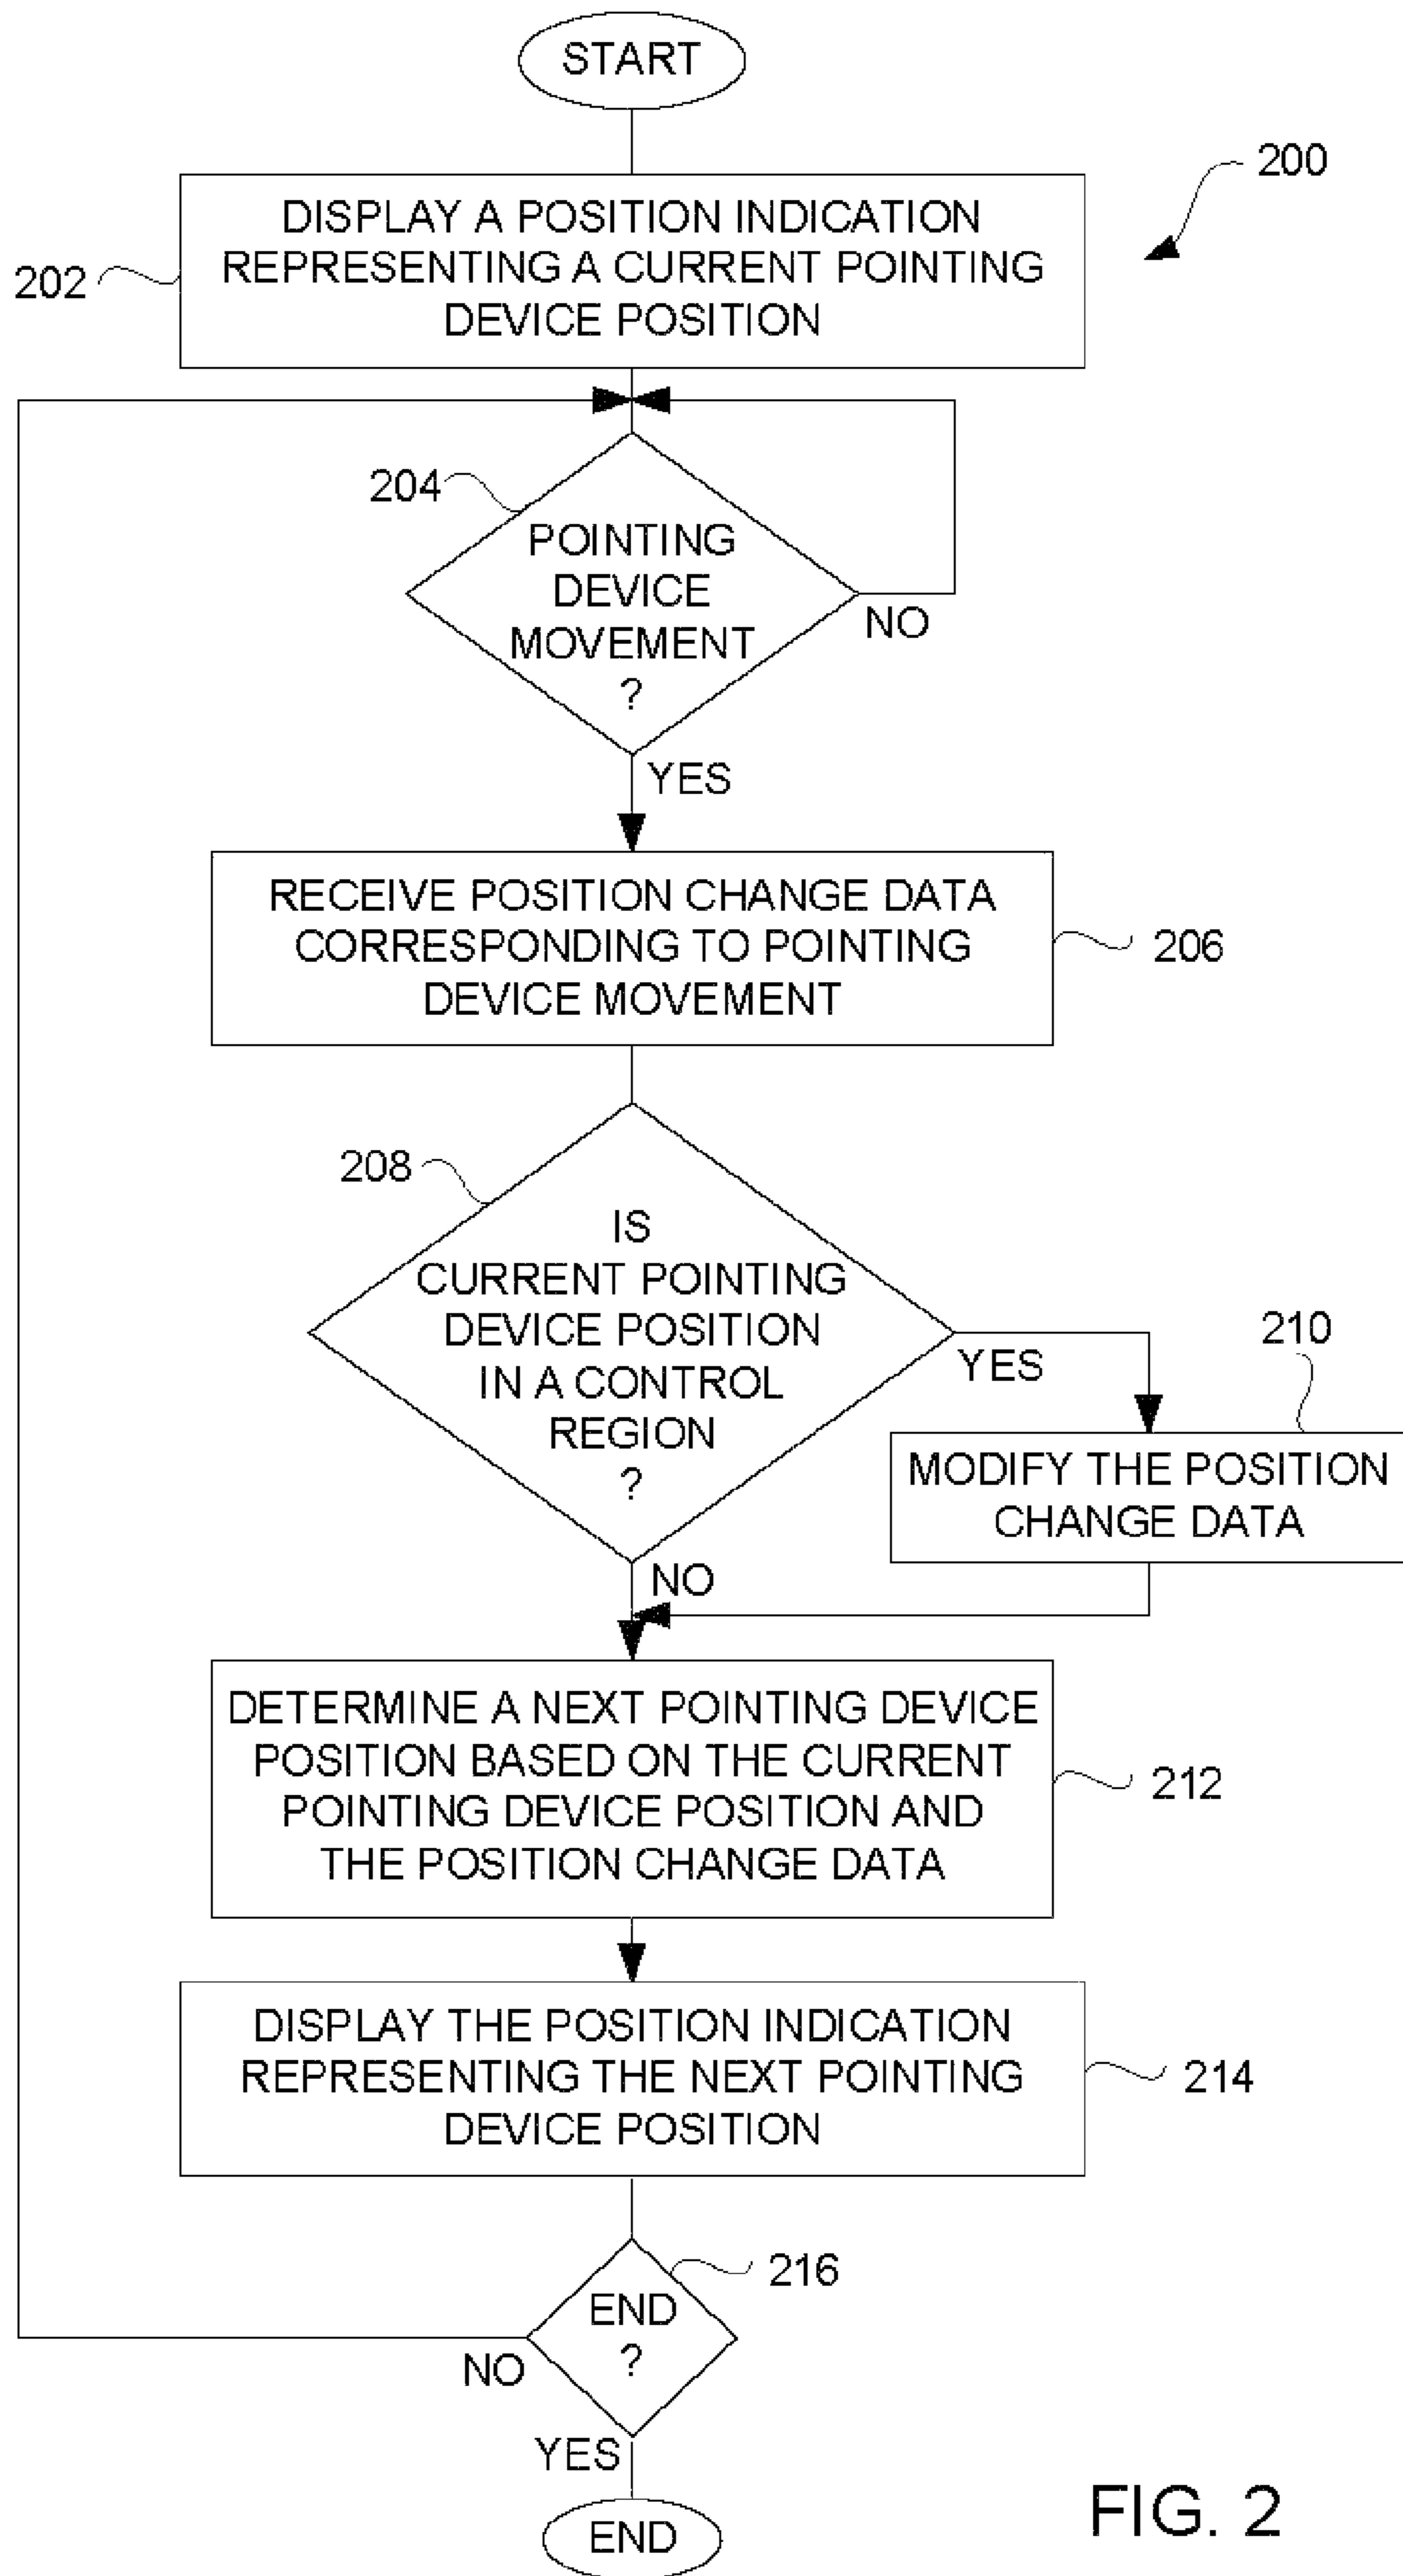 START
200
DISPLAY A POSITION INDICATION
REPRESENTING A CURRENT POINTING
DEVICE POSITION
202
204
POINTING
DEVICE
MOVEMENT
?
NO
YES
RECEIVE POSITION CHANGE DATA
CORRESPONDING TO POINTING
DEVICE MOVEMENT
206
208
IS
CURRENT POINTING
DEVICE POSITION
IN A CONTROL
REGION
?
YES
210
MODIFY THE POSITION
CHANGE DATA
NO
DETERMINE A NEXT POINTING DEVICE
POSITION BASED ON THE CURRENT
POINTING DEVICE POSITION AND
THE POSITION CHANGE DATA
212
DISPLAY THE POSITION INDICATION
REPRESENTING THE NEXT POINTING
DEVICE POSITION
214
216
END
?
NO
YES
END
FIG. 2